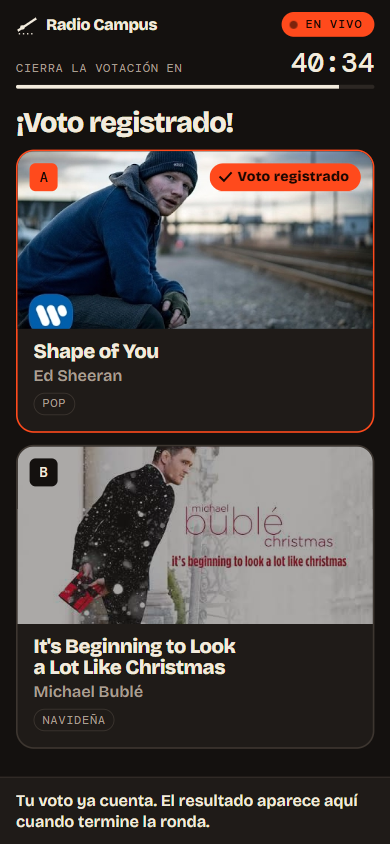 Radio Campus
EN VIVO
CIERRA LA VOTACIÓN EN
40:34
¡Voto registrado!
A
Voto registrado
Shape of You
Ed Sheeran
POP
B
michael
bublé
christmas
it's beginning to look a lot like christmas
It's Beginning to Look
a Lot Like Christmas
Michael Bublé
NAVIDEÑA
Tu voto ya cuenta. El resultado aparece aquí
cuando termine la ronda.